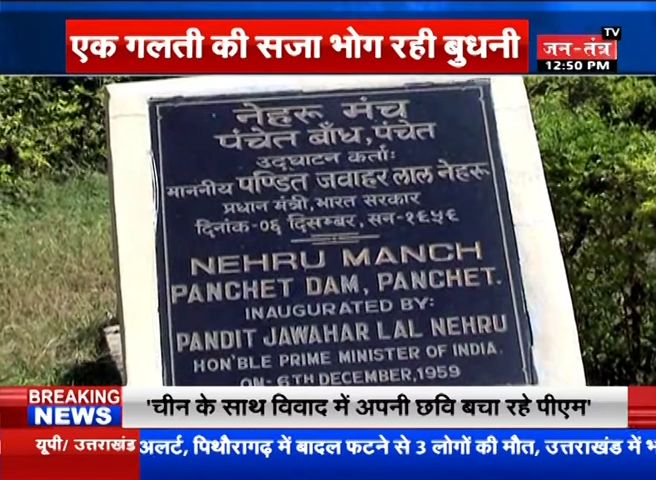 एक गलती की सजा भोग रही बुधनी
जन-तंत्र TV
12:50 PM
नेहरू मंच
पंचेत बाँध, पंचेत
उद्घाटन कर्ता:
माननीय पण्डित जवाहर लाल नेहरू
प्रधान मंत्री, भारत सरकार
दिनांक-०६ दिसम्बर, सन-१९५९
NEHRU MANCH
PANCHET DAM, PANCHET.
INAUGURATED BY:
PANDIT JAWAHAR LAL NEHRU
HON'BLE PRIME MINISTER OF INDIA.
ON- 6TH DECEMBER, 1959
BREAKING NEWS
'चीन के साथ विवाद में अपनी छवि बचा रहे पीएम'
यूपी/ उत्तराखंड अलर्ट, पिथौरागढ़ में बादल फटने से 3 लोगों की मौत, उत्तराखंड में